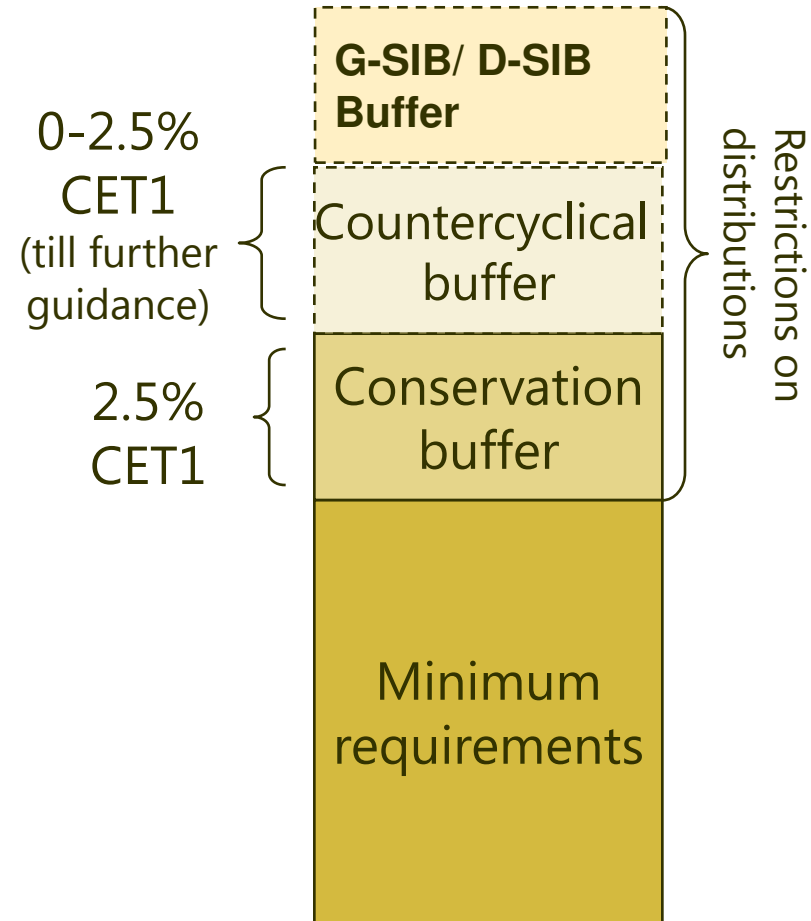 G-SIB/ D-SIB
Buffer
0-2.5%
CET1
(till further
guidance)
Countercyclical
buffer
2.5%
CET1
Conservation
buffer
Minimum
requirements
Restrictions on
distributions